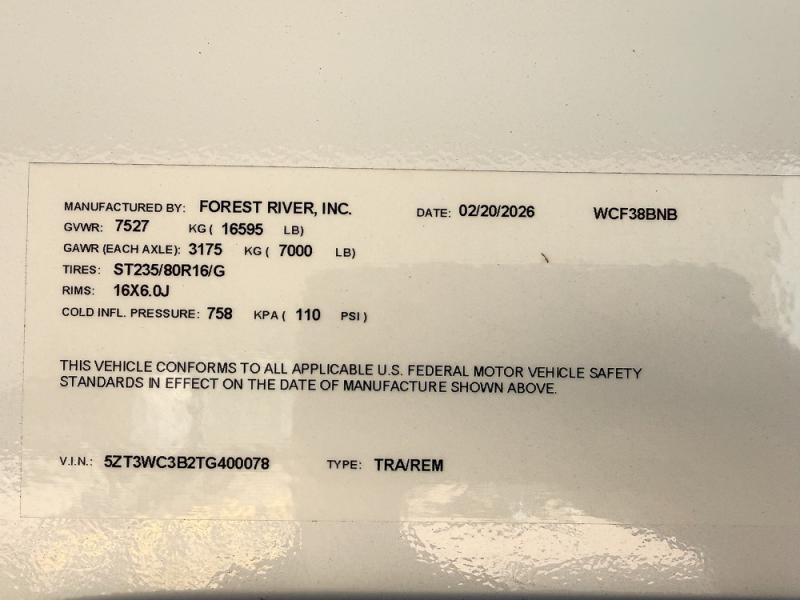 MANUFACTURED BY: FOREST RIVER, INC. DATE: 02/20/2026 WCF38BNB
GVWR: 7527 KG ( 16595 LB)
GAWR (EACH AXLE): 3175 KG ( 7000 LB)
TIRES: ST235/80R16/G
RIMS: 16X6.0J
COLD INFL. PRESSURE: 758 KPA ( 110 PSI )
THIS VEHICLE CONFORMS TO ALL APPLICABLE U.S. FEDERAL MOTOR VEHICLE SAFETY
STANDARDS IN EFFECT ON THE DATE OF MANUFACTURE SHOWN ABOVE.
V.I.N.: 5ZT3WC3B2TG400078 TYPE: TRA/REM